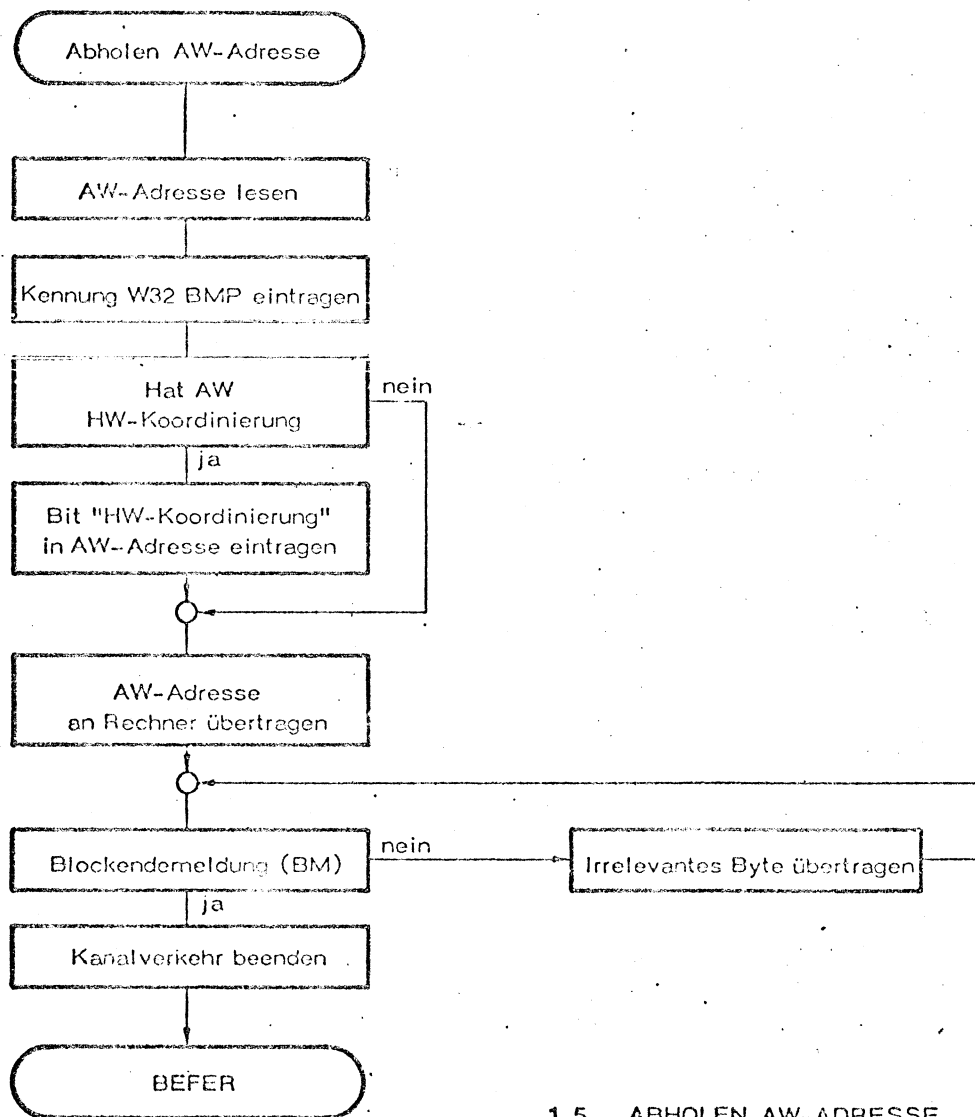 Abholen AW-Adresse
AW-Adresse lesen
Kennung W32 BMP eintragen
Hat AW
HW-Koordinierung
nein
ja
Bit "HW-Koordinierung"
in AW-Adresse eintragen
AW-Adresse
an Rechner übertragen
Blockendemeldung (BM)
nein
Irrelevantes Byte übertragen
ja
Kanalverkehr beenden
BEFER
1.5 ABHOLEN AW-ADRESSE